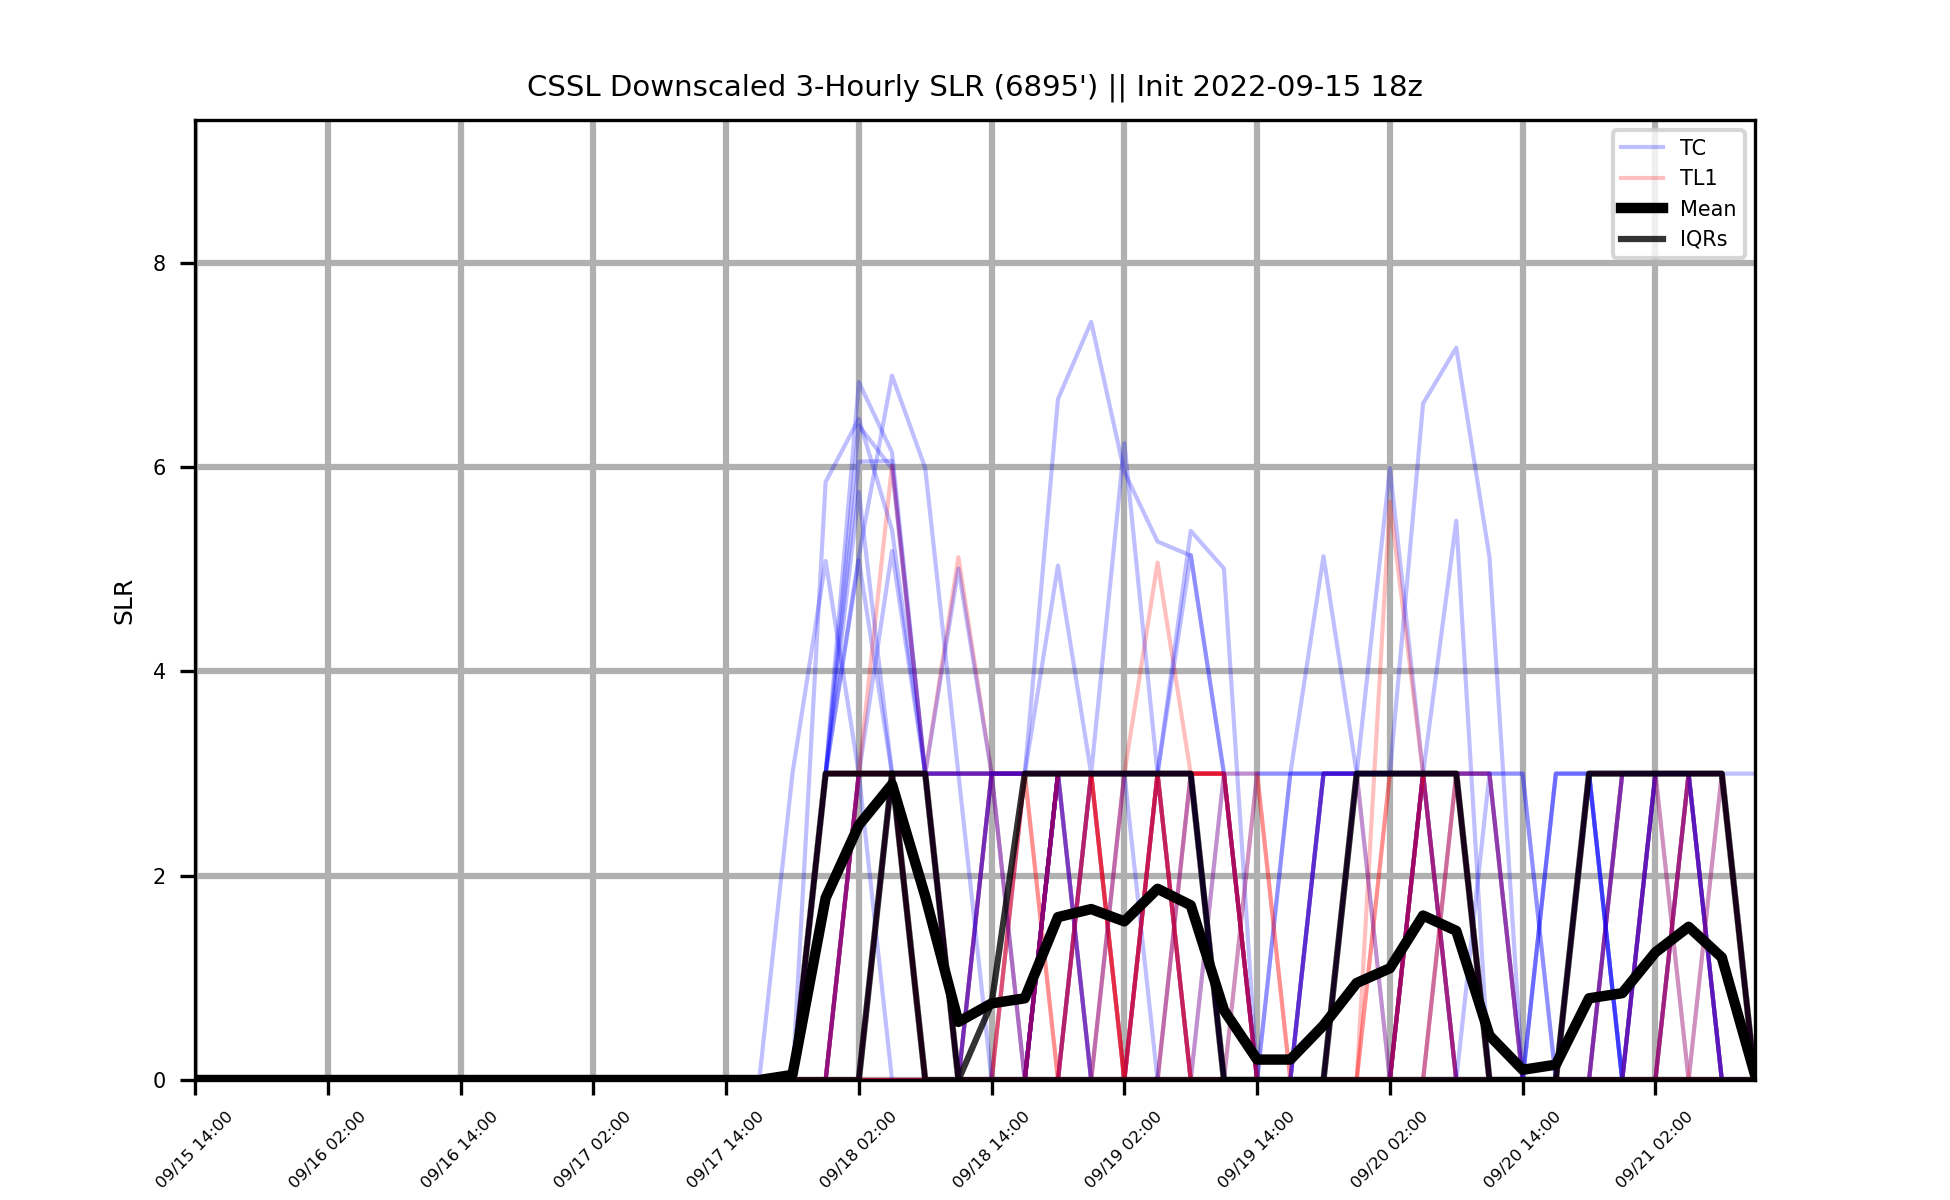 CSSL Downscaled 3-Hourly SLR (6895') || Init 2022-09-15 18z
TC
TL1
Mean
IQRs
SLR
8
6
4
2
0
09/15 14:00
09/16 02:00
09/16 14:00
09/17 02:00
09/17 14:00
09/18 02:00
09/18 14:00
09/19 02:00
09/19 14:00
09/20 02:00
09/20 14:00
09/21 02:00